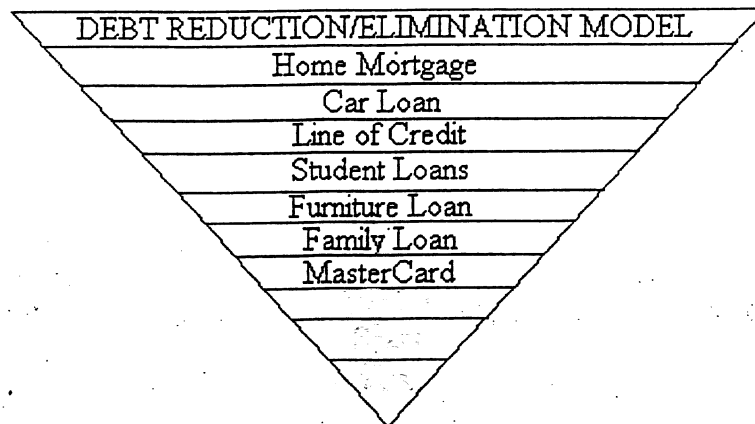 DEBT REDUCTION/ELIMINATION MODEL
Home Mortgage
Car Loan
Line of Credit
Student Loans
Furniture Loan
Family Loan
MasterCard